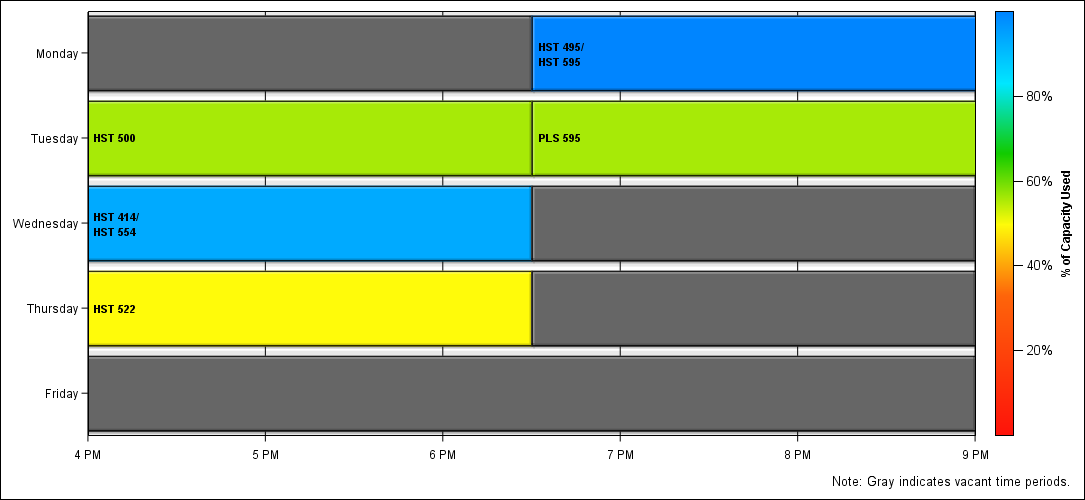 Monday
HST 495/
HST 595
Tuesday
HST 500
PLS 595
Wednesday
HST 414/
HST 554
Thursday
HST 522
Friday
4 PM
5 PM
6 PM
7 PM
8 PM
9 PM
80%
60%
40%
20%
% of Capacity Used
Note: Gray indicates vacant time periods.